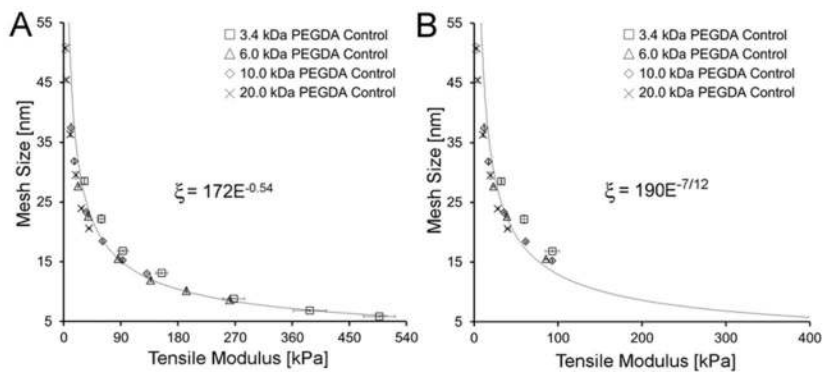 A
55
45
35
25
15
5
Mesh Size [nm]
3.4 kDa PEGDA Control
6.0 kDa PEGDA Control
10.0 kDa PEGDA Control
20.0 kDa PEGDA Control
ξ = 172E^-0.54
0 90 180 270 360 450 540
Tensile Modulus [kPa]
B
55
45
35
25
15
5
Mesh Size [nm]
3.4 kDa PEGDA Control
6.0 kDa PEGDA Control
10.0 kDa PEGDA Control
20.0 kDa PEGDA Control
ξ = 190E^-7/12
0 100 200 300 400
Tensile Modulus [kPa]